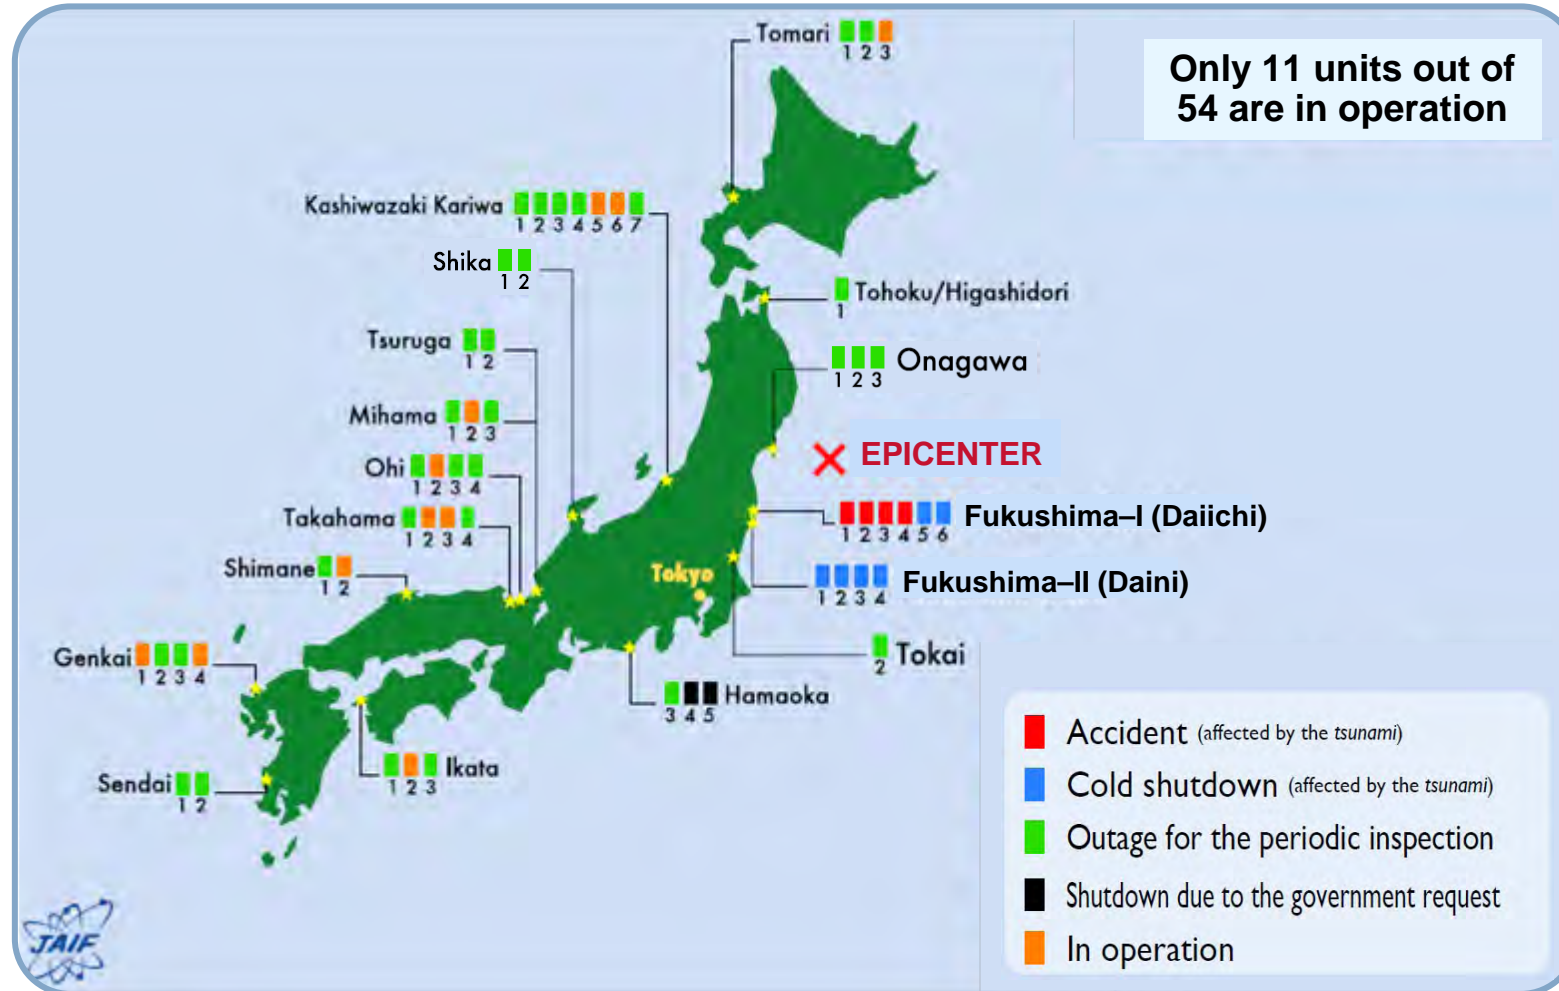 Tomari
1 2 3
Only 11 units out of
54 are in operation
Kashiwazaki Kariwa
1 2 3 4 5 6 7
Shika
1 2
Tohoku/Higashidori
1
Tsuruga
1 2
Onagawa
1 2 3
Mihama
1 2 3
EPICENTER
Ohi
1 2 3 4
Fukushima–I (Daiichi)
1 2 3 4 5 6
Takahama
1 2 3 4
Shimane
1 2
Tokyo
Fukushima–II (Daini)
1 2 3 4
Genkai
1 2 3 4
Tokai
2
Hamaoka
3 4 5
Ikata
1 2 3
Sendai
1 2
Accident (affected by the tsunami)
Cold shutdown (affected by the tsunami)
Outage for the periodic inspection
Shutdown due to the government request
In operation
JAIF